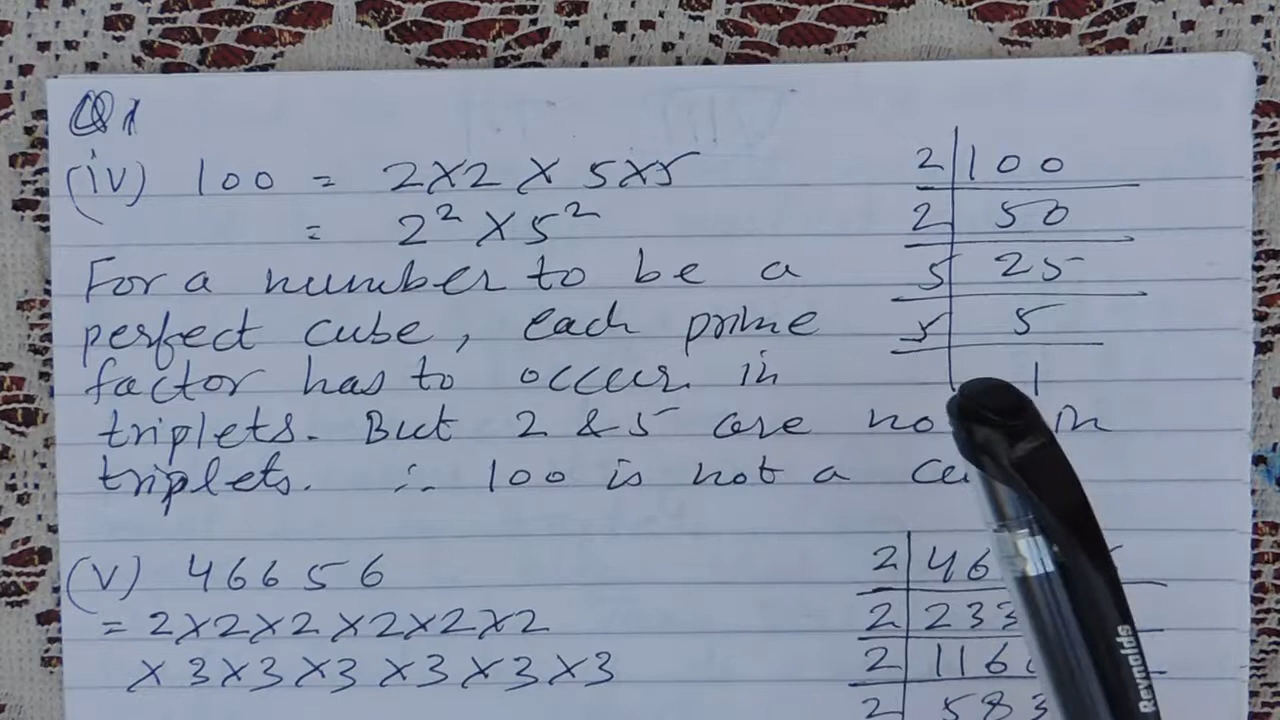 Q1
(iv) 100 = 2×2 × 5×5
= 2² × 5²
For a number to be a
perfect cube, each prime
factor has to occur in
triplets. But 2 & 5 are no in
triplets. ∴ 100 is not a
2 | 100
2 | 50
5 | 25
5 | 5
1
(v) 46656
= 2×2×2×2×2×2
×3×3×3×3×3×3
2 | 46
2 | 233
2 | 116
2 | 583
Reynolds